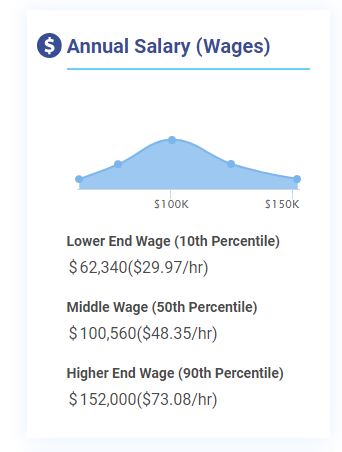 $ Annual Salary (Wages)
$100K $150K
Lower End Wage (10th Percentile)
$62,340($29.97/hr)
Middle Wage (50th Percentile)
$100,560($48.35/hr)
Higher End Wage (90th Percentile)
$152,000($73.08/hr)